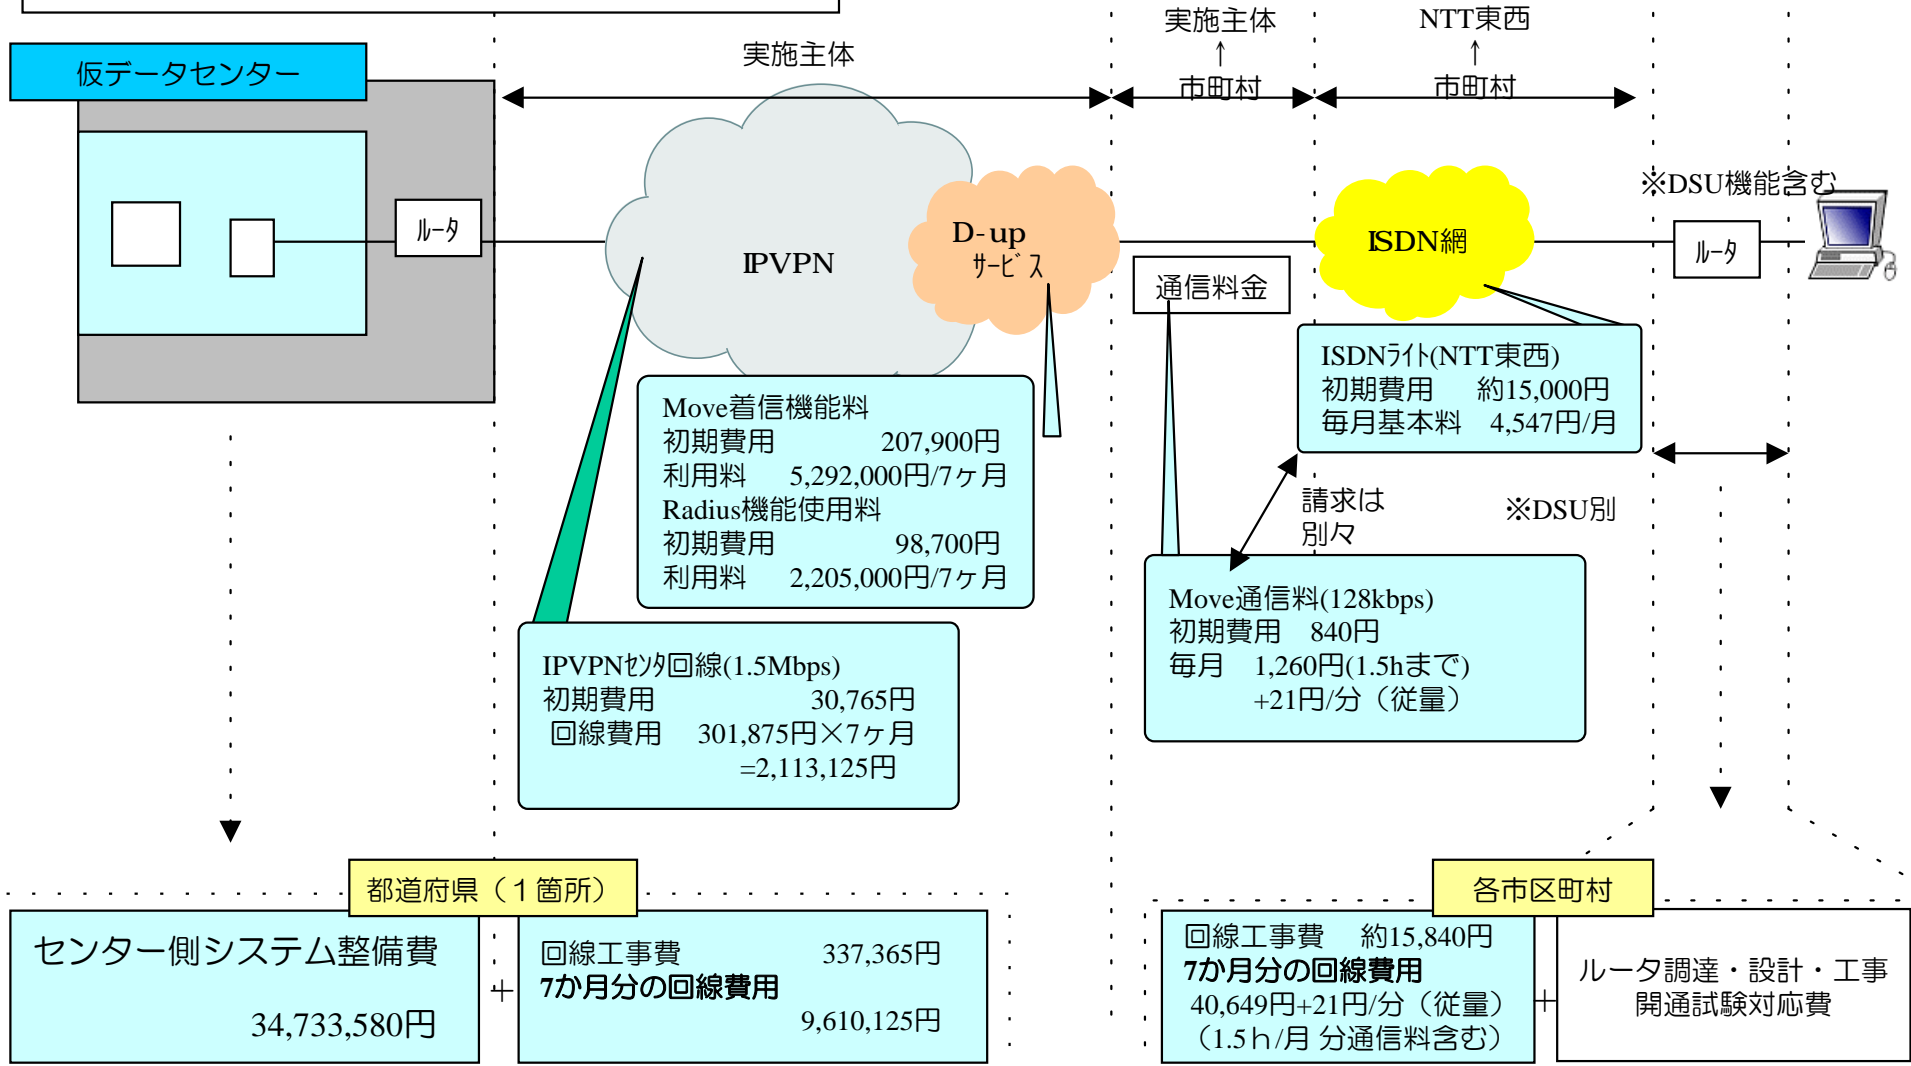 実施主体
↑
市町村
NTT東西
↑
市町村
実施主体
仮データセンター
※DSU機能含む
ルータ
IPVPN
D-up
サービス
ISDN網
ルータ
通信料金
ISDNライト(NTT東西)
初期費用　約15,000円
毎月基本料　4,547円/月
Move着信機能料
初期費用　207,900円
利用料　5,292,000円/7ヶ月
Radius機能使用料
初期費用　98,700円
利用料　2,205,000円/7ヶ月
請求は
別々
※DSU別
Move通信料(128kbps)
初期費用　840円
毎月　1,260円(1.5hまで)
+21円/分（従量）
IPVPNセンタ回線(1.5Mbps)
初期費用　30,765円
回線費用　301,875円×7ヶ月
=2,113,125円
都道府県（１箇所）
センター側システム整備費
34,733,580円
+
回線工事費　337,365円
7か月分の回線費用
9,610,125円
各市区町村
回線工事費　約15,840円
7か月分の回線費用
40,649円+21円/分（従量）
（1.5ｈ/月 分通信料含む）
+
ルータ調達・設計・工事
開通試験対応費